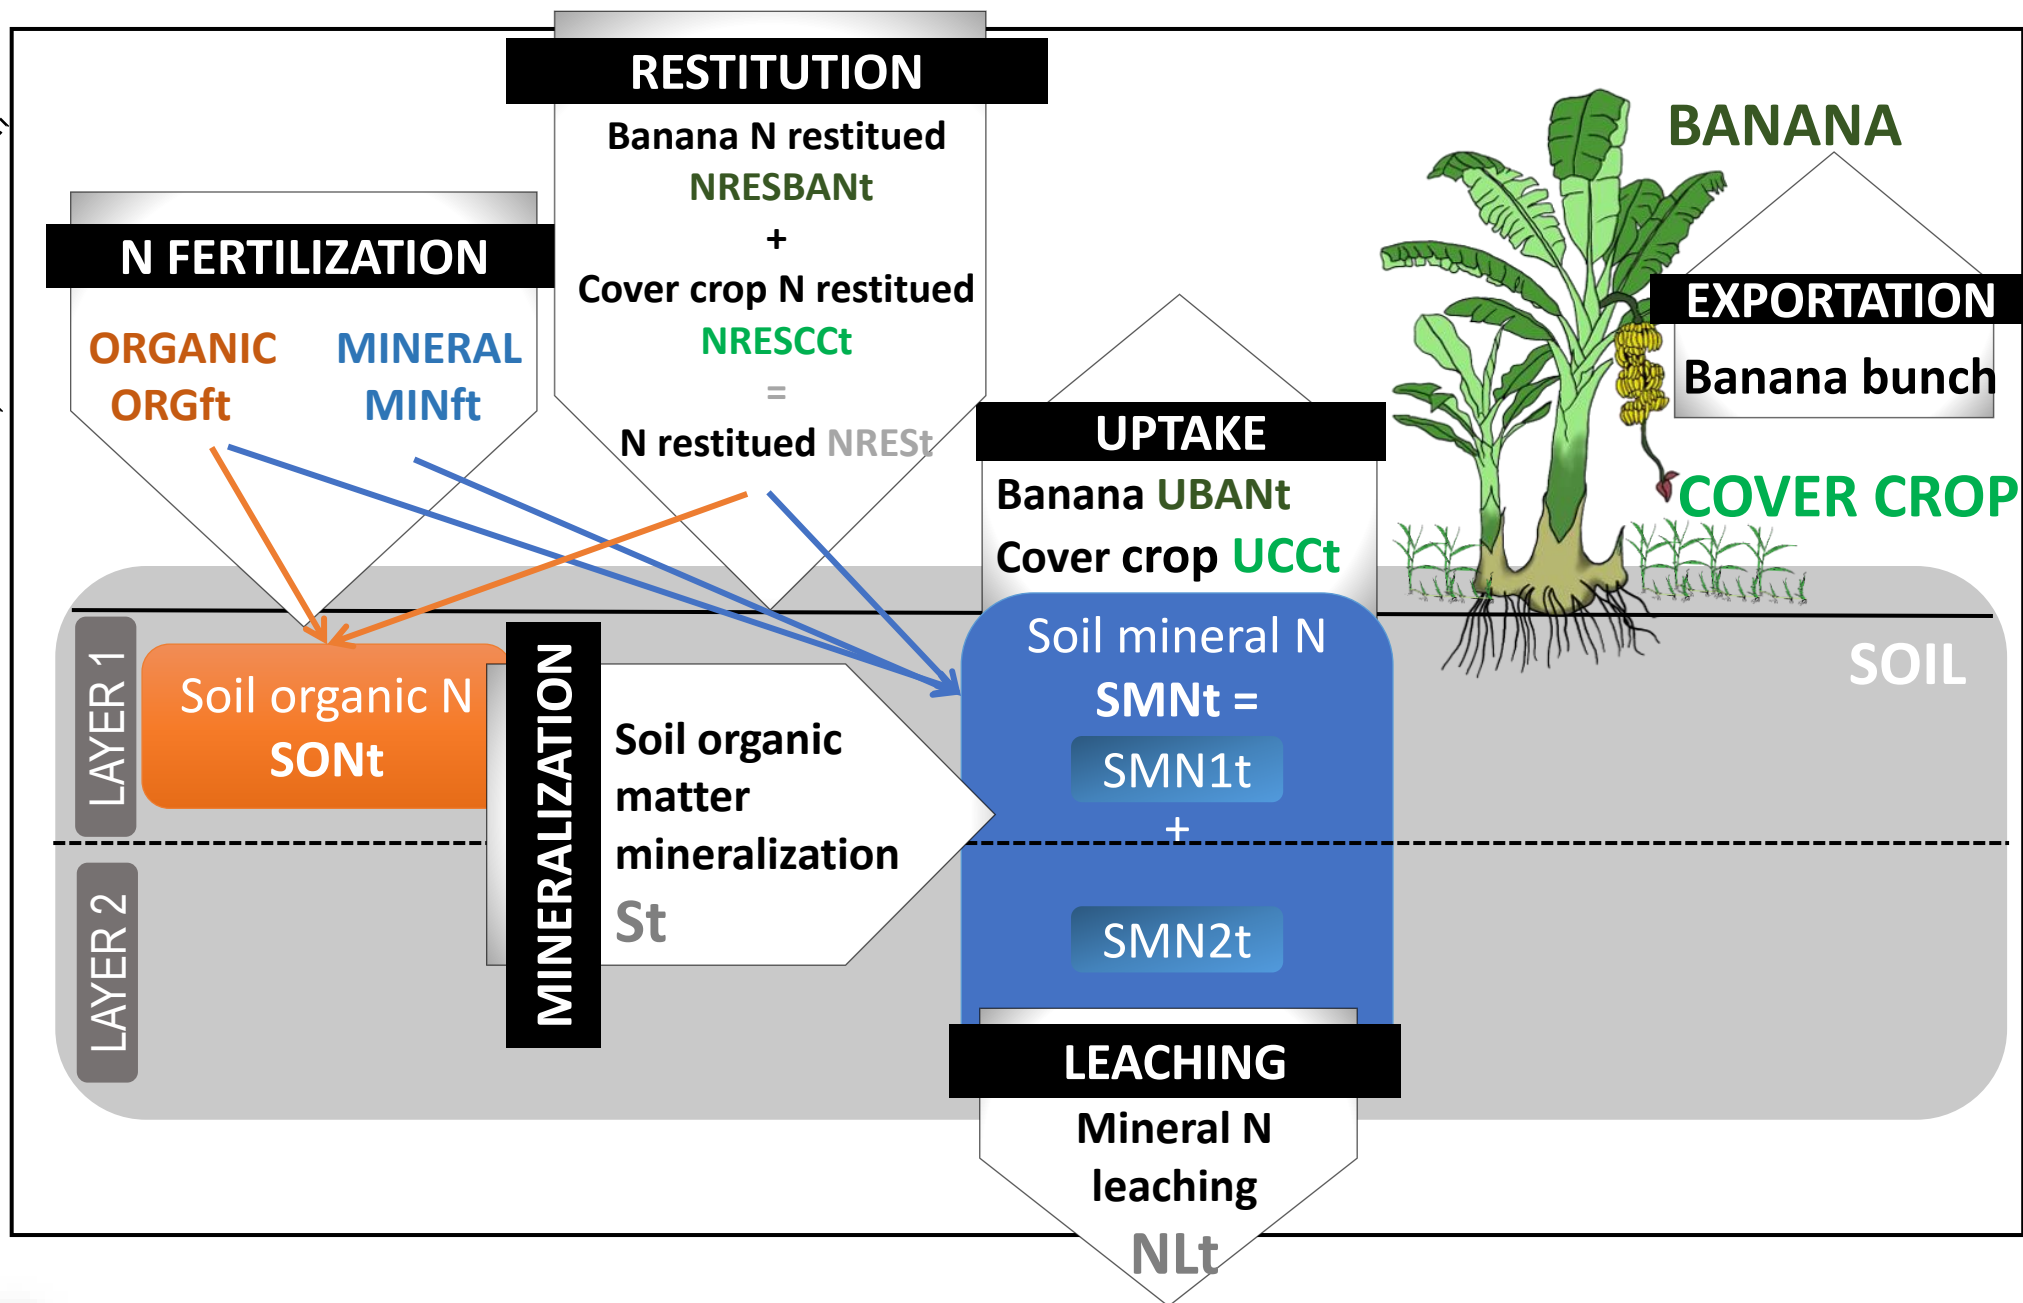 RESTITUTION
Banana N restitued
NRESBANt
+
Cover crop N restitued
NRESCCt
=
N restitued NRESt
N FERTILIZATION
ORGANIC
ORGft
MINERAL
MINft
BANANA
EXPORTATION
Banana bunch
UPTAKE
Banana UBANt
Cover crop UCCt
COVER CROP
SOIL
LAYER 1
Soil organic N
SONt
MINERALIZATION
Soil organic
matter
mineralization
St
Soil mineral N
SMNt =
SMN1t
+
SMN2t
LAYER 2
LEACHING
Mineral N
leaching
NLt